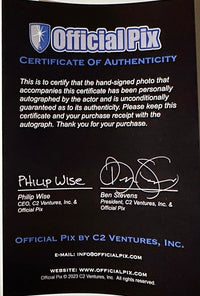 Official Pix
CERTIFICATE OF AUTHENTICITY
This is to certify that the hand-signed photo that
accompanies this certificate has been personally
autographed by the actor and is unconditionally
guaranteed as to its authenticity. Please keep this
certificate and your purchase receipt with the
autograph. Thank you for your purchase.
PHILIP WISE
Philip Wise
CEO, C2 Ventures, Inc. &
Official Pix
Ben Stevens
President, C2 Ventures, Inc. &
Official Pix
OFFICIAL PIX BY C2 VENTURES, INC.
E-MAIL: INFO@OFFICIALPIX.COM
WEBSITE: WWW.OFFICIALPIX.COM
Official Pix © 2023 C2 Ventures, Inc. All rights reserved.